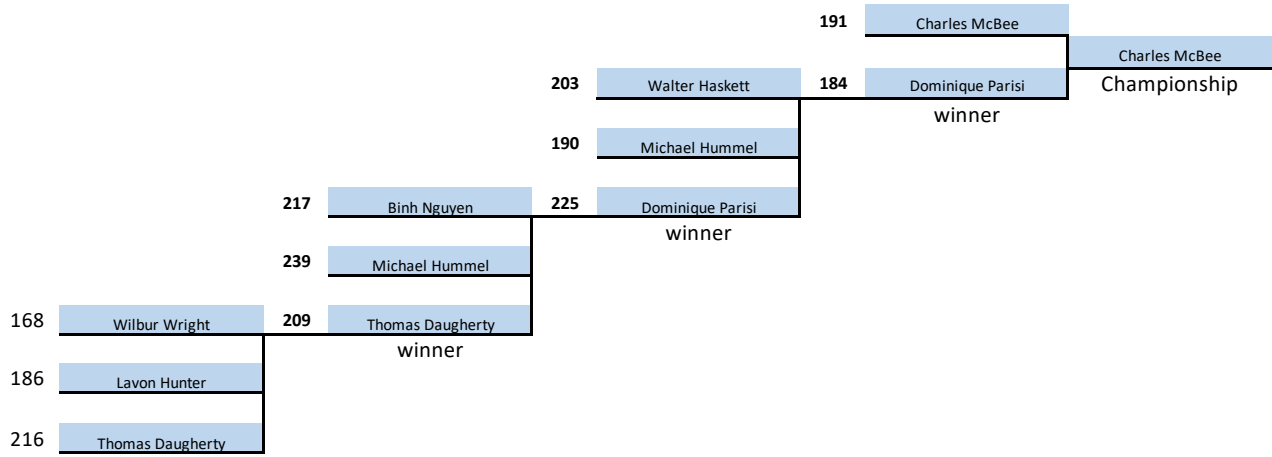 191 Charles McBee
Charles McBee
203 Walter Haskett 184 Dominique Parisi Championship
winner
190 Michael Hummel
217 Binh Nguyen 225 Dominique Parisi
winner
239 Michael Hummel
168 Wilbur Wright 209 Thomas Daugherty
winner
186 Lavon Hunter
216 Thomas Daugherty